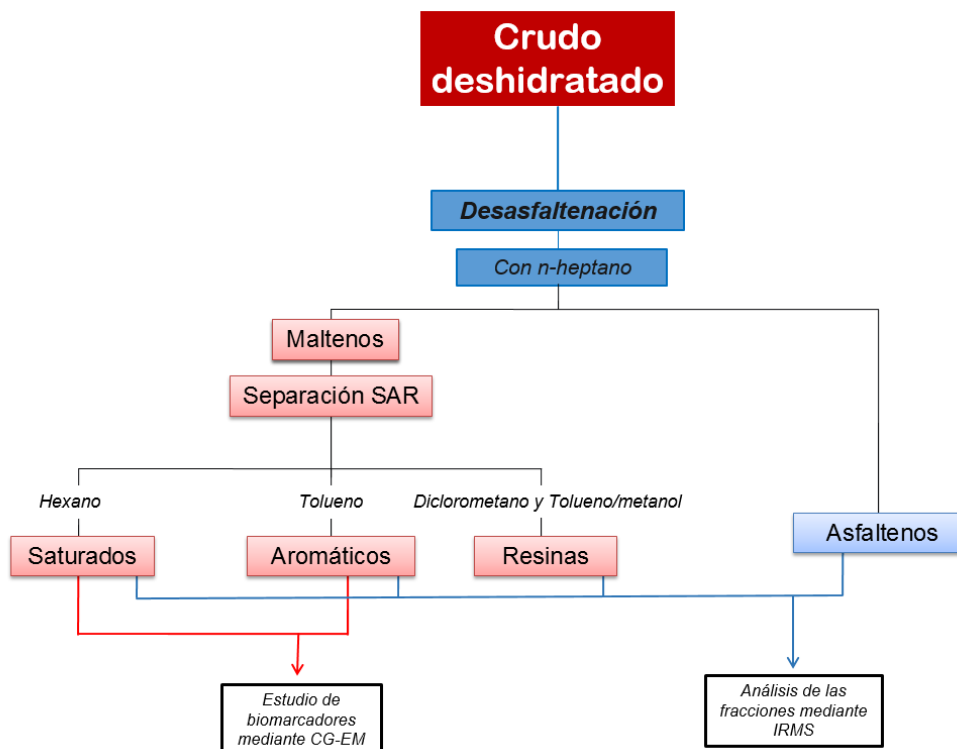 Crudo
deshidratado
Desasfaltenación
Con n-heptano
Maltenos
Separación SAR
Hexano
Tolueno
Diclorometano y Tolueno/metanol
Saturados
Aromáticos
Resinas
Asfaltenos
Estudio de
biomarcadores
mediante CG-EM
Análisis de las
fracciones mediante
IRMS